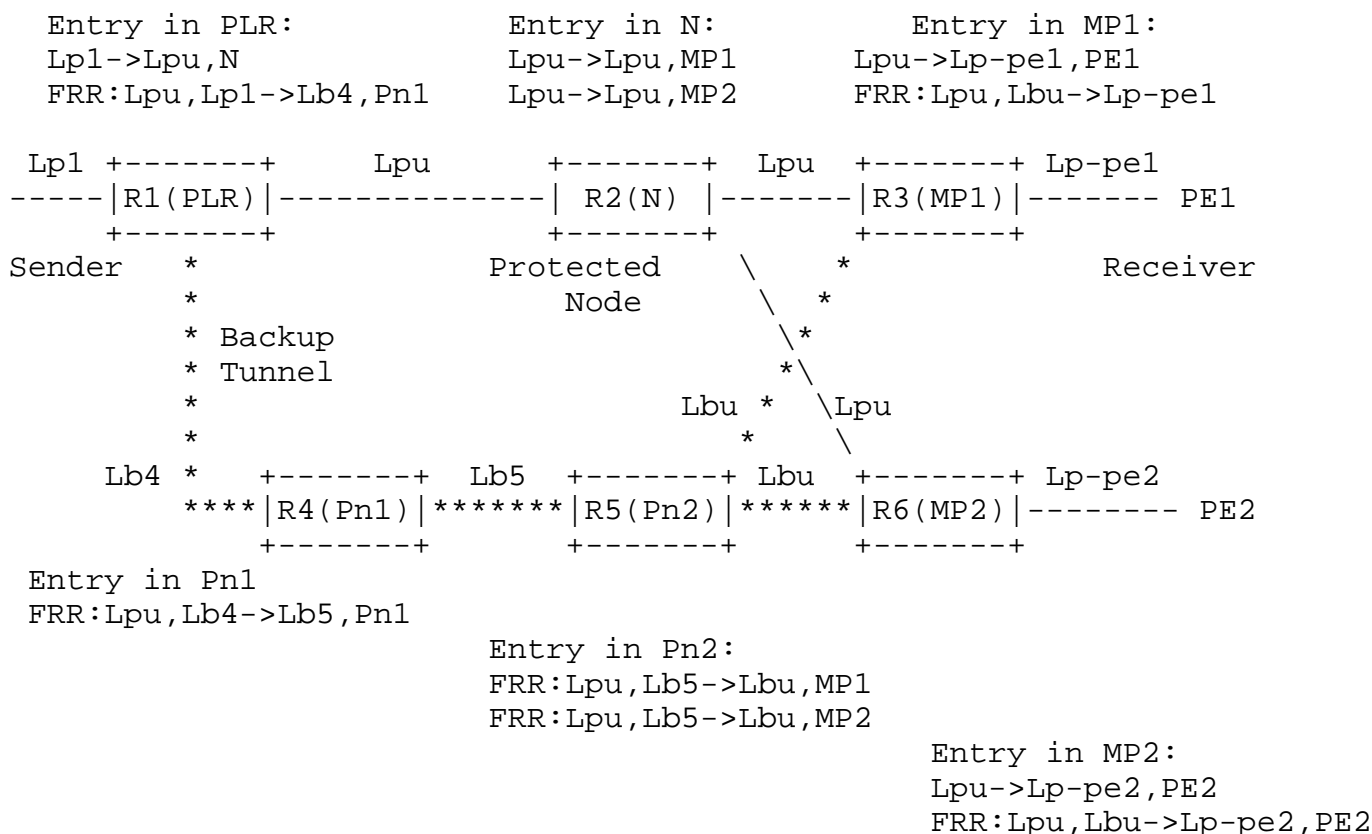 Entry in PLR: Entry in N: Entry in MP1:
Lp1->Lpu,N Lpu->Lpu,MP1 Lpu->Lp-pe1,PE1
FRR:Lpu,Lp1->Lb4,Pn1 Lpu->Lpu,MP2 FRR:Lpu,Lbu->Lp-pe1
Lp1 Lpu Lpu Lp-pe1
R1(PLR) R2(N) R3(MP1) PE1
Sender Protected Receiver
Node
Backup
Tunnel
Lbu Lpu
Lb4 Lb5 Lbu Lp-pe2
R4(Pn1) R5(Pn2) R6(MP2) PE2
Entry in Pn1
FRR:Lpu,Lb4->Lb5,Pn1
Entry in Pn2:
FRR:Lpu,Lb5->Lbu,MP1
FRR:Lpu,Lb5->Lbu,MP2
Entry in MP2:
Lpu->Lp-pe2,PE2
FRR:Lpu,Lbu->Lp-pe2,PE2